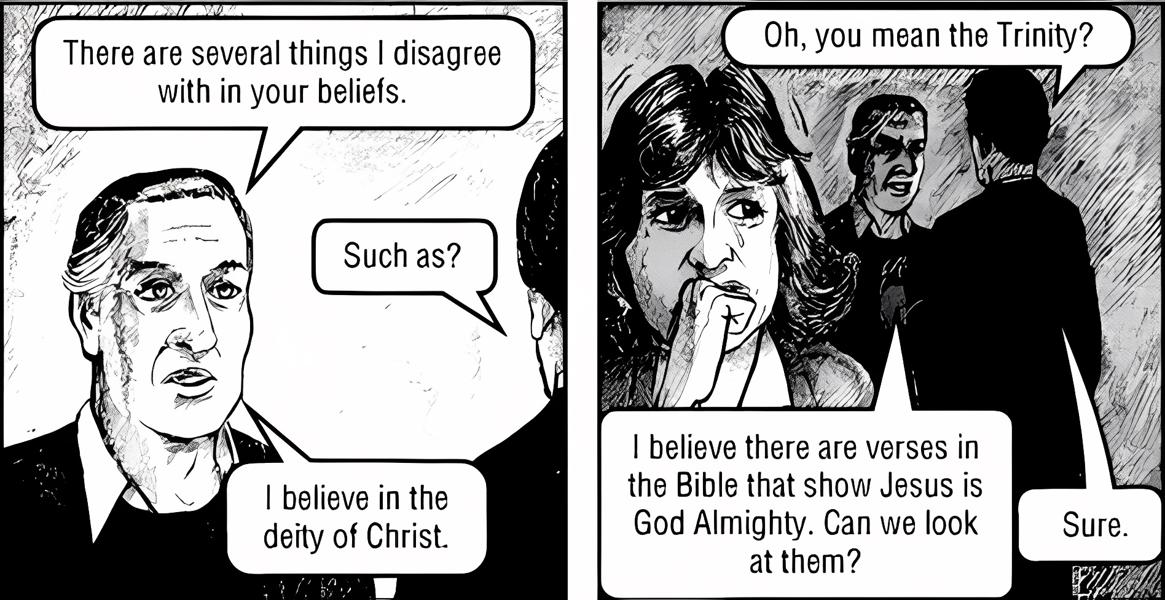 There are several things I disagree
with in your beliefs.
Such as?
I believe in the
deity of Christ.
Oh, you mean the Trinity?
I believe there are verses in
the Bible that show Jesus is
God Almighty. Can we look
at them?
Sure.